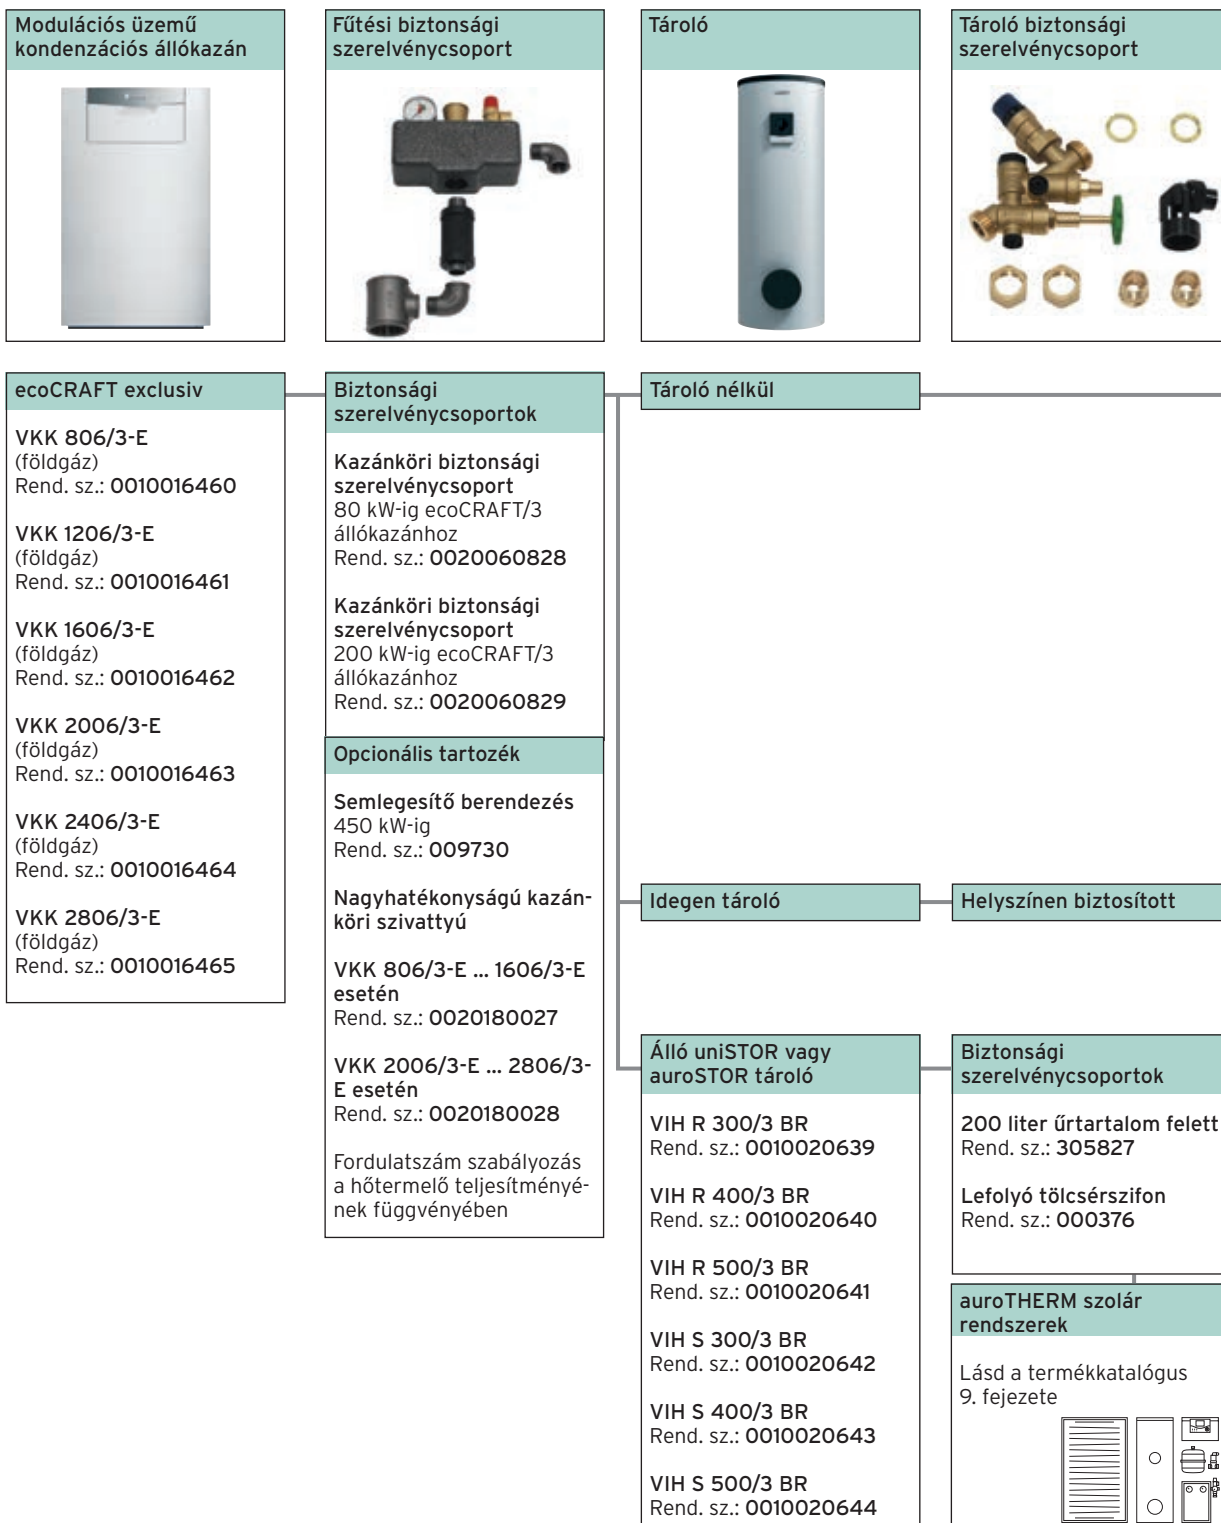 Modulációs üzemű
kondenzációs állókazán
Fűtési biztonsági
szerelvénycsoport
Tároló
Tároló biztonsági
szerelvénycsoport
ecoCRAFT exclusiv
VKK 806/3-E
(földgáz)
Rend. sz.: 0010016460
VKK 1206/3-E
(földgáz)
Rend. sz.: 0010016461
VKK 1606/3-E
(földgáz)
Rend. sz.: 0010016462
VKK 2006/3-E
(földgáz)
Rend. sz.: 0010016463
VKK 2406/3-E
(földgáz)
Rend. sz.: 0010016464
VKK 2806/3-E
(földgáz)
Rend. sz.: 0010016465
Biztonsági
szerelvénycsoportok
Kazánköri biztonsági
szerelvénycsoport
80 kW-ig ecoCRAFT/3
állókazánhoz
Rend. sz.: 0020060828
Kazánköri biztonsági
szerelvénycsoport
200 kW-ig ecoCRAFT/3
állókazánhoz
Rend. sz.: 0020060829
Opcionális tartozék
Semlegesítő berendezés
450 kW-ig
Rend. sz.: 009730
Nagyhatékonyságú kazán-
köri szivattyú
VKK 806/3-E ... 1606/3-E
esetén
Rend. sz.: 0020180027
VKK 2006/3-E ... 2806/3-
E esetén
Rend. sz.: 0020180028
Fordulatszám szabályozás
a hőtermelő teljesítményé-
nek függvényében
Tároló nélkül
Idegen tároló
Helyszínen biztosított
Álló uniSTOR vagy
auroSTOR tároló
VIH R 300/3 BR
Rend. sz.: 0010020639
VIH R 400/3 BR
Rend. sz.: 0010020640
VIH R 500/3 BR
Rend. sz.: 0010020641
VIH S 300/3 BR
Rend. sz.: 0010020642
VIH S 400/3 BR
Rend. sz.: 0010020643
VIH S 500/3 BR
Rend. sz.: 0010020644
Biztonsági
szerelvénycsoportok
200 liter űrtartalom felett
Rend. sz.: 305827
Lefolyó tölcsérszifon
Rend. sz.: 000376
auroTHERM szolár
rendszerek
Lásd a termékkatalógus
9. fejezete